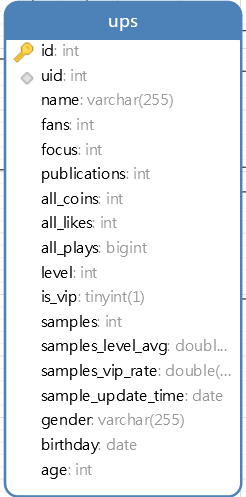 ups
id: int
uid: int
name: varchar(255)
fans: int
focus: int
publications: int
all_coins: int
all_likes: int
all_plays: bigint
level: int
is_vip: tinyint(1)
samples: int
samples_level_avg: doubl...
samples_vip_rate: double(...
sample_update_time: date
gender: varchar(255)
birthday: date
age: int